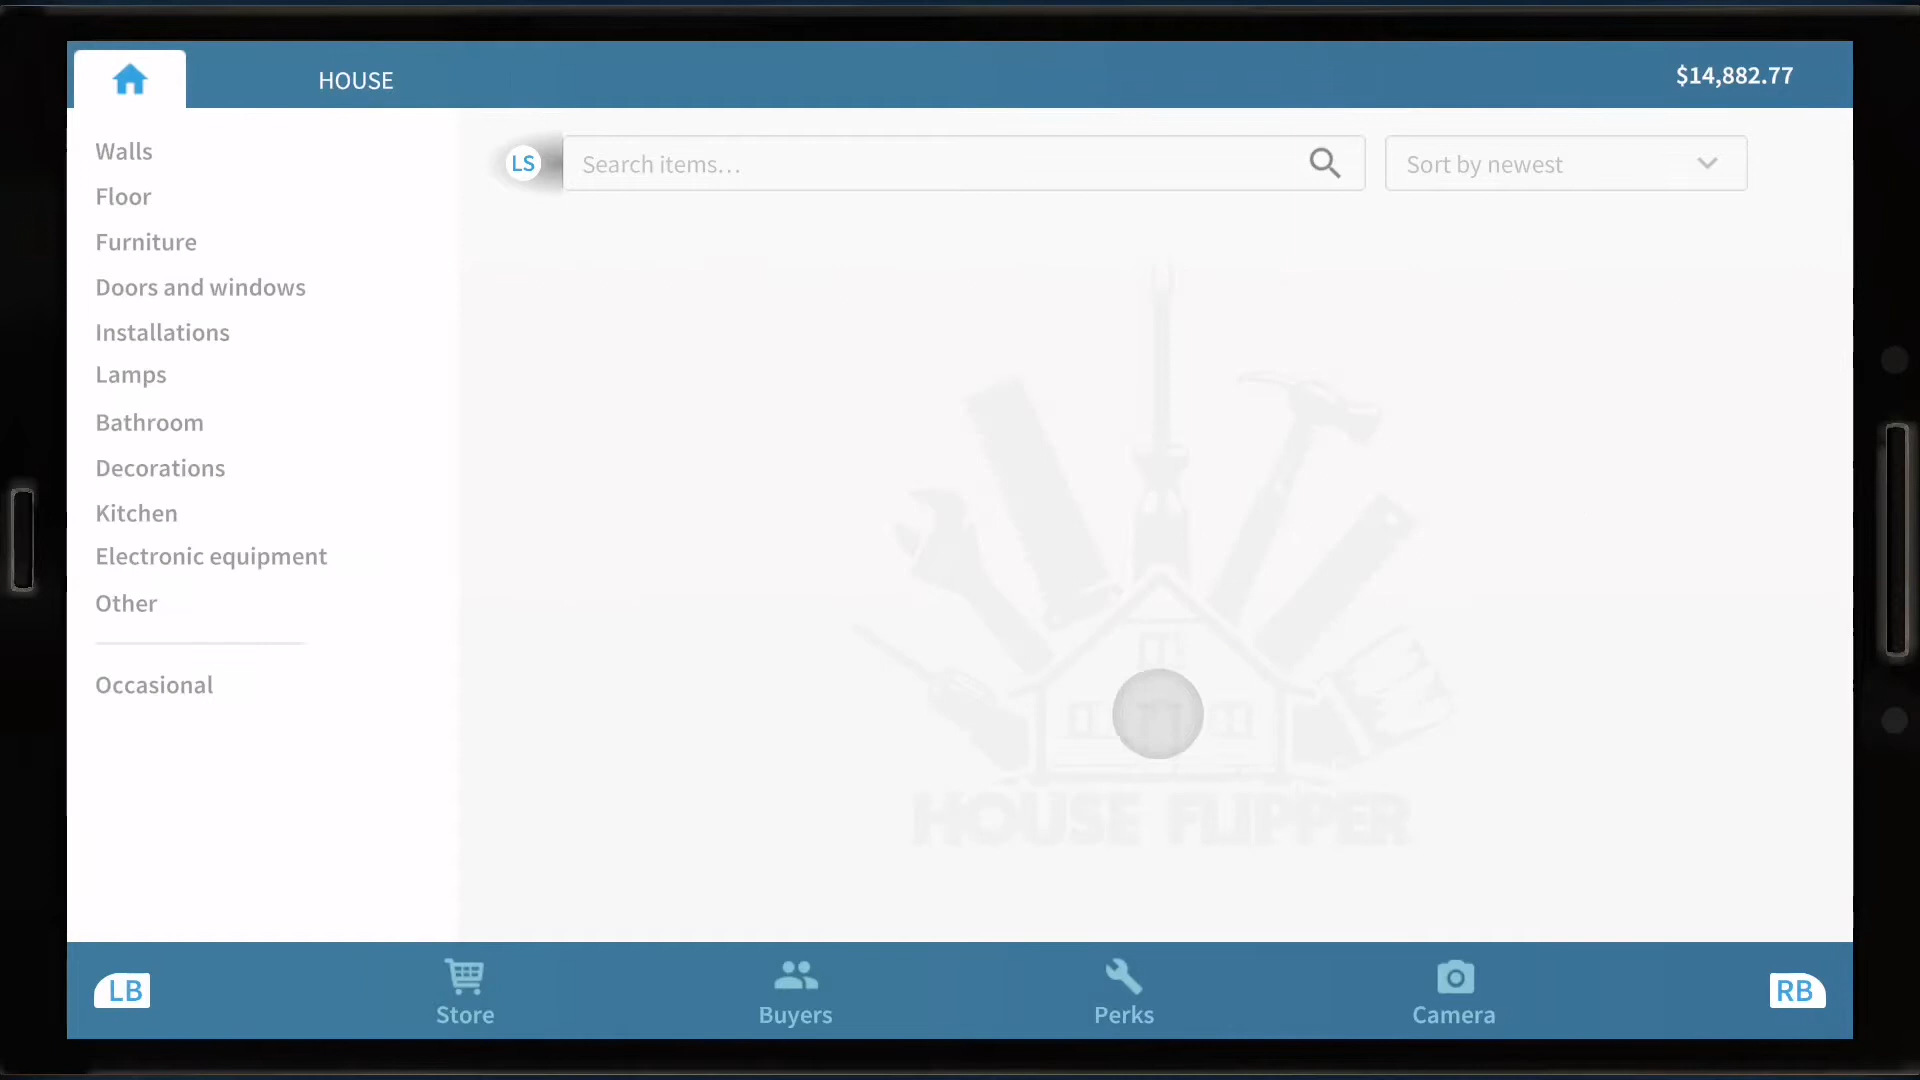 HOUSE
$14,882.77
Walls
Floor
Furniture
Doors and windows
Installations
Lamps
Bathroom
Decorations
Kitchen
Electronic equipment
Other
Occasional
LS
Search items...
Sort by newest
HOUSE FLIPPER
LB
Store
Buyers
Perks
Camera
RB